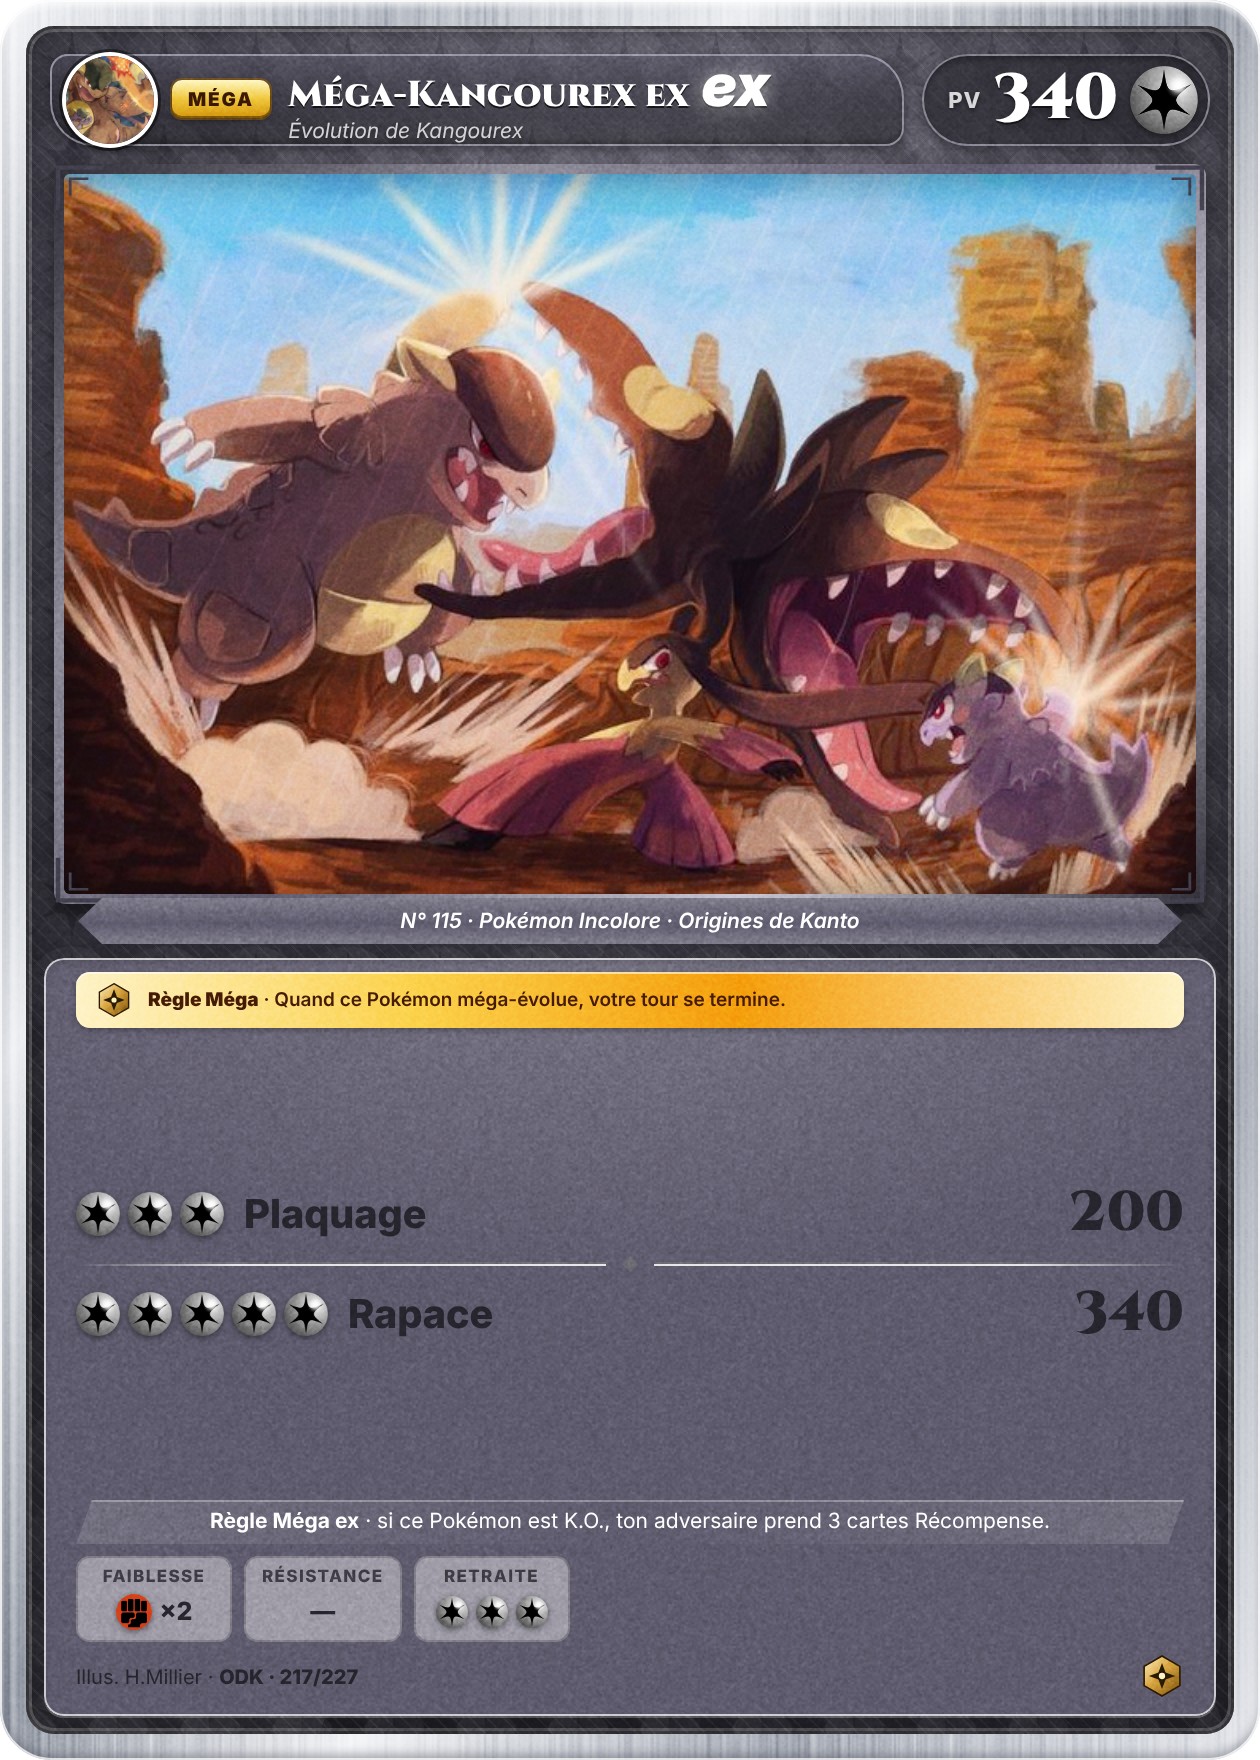 MÉGA
Méga-Kangourex ex ex
Évolution de Kangourex
PV 340
N° 115 · Pokémon Incolore · Origines de Kanto
Règle Méga · Quand ce Pokémon méga-évolue, votre tour se termine.
Plaquage 200
Rapace 340
Règle Méga ex · si ce Pokémon est K.O., ton adversaire prend 3 cartes Récompense.
FAIBLESSE RÉSISTANCE RETRAITE
×2 —
Illus. H.Millier · ODK · 217/227